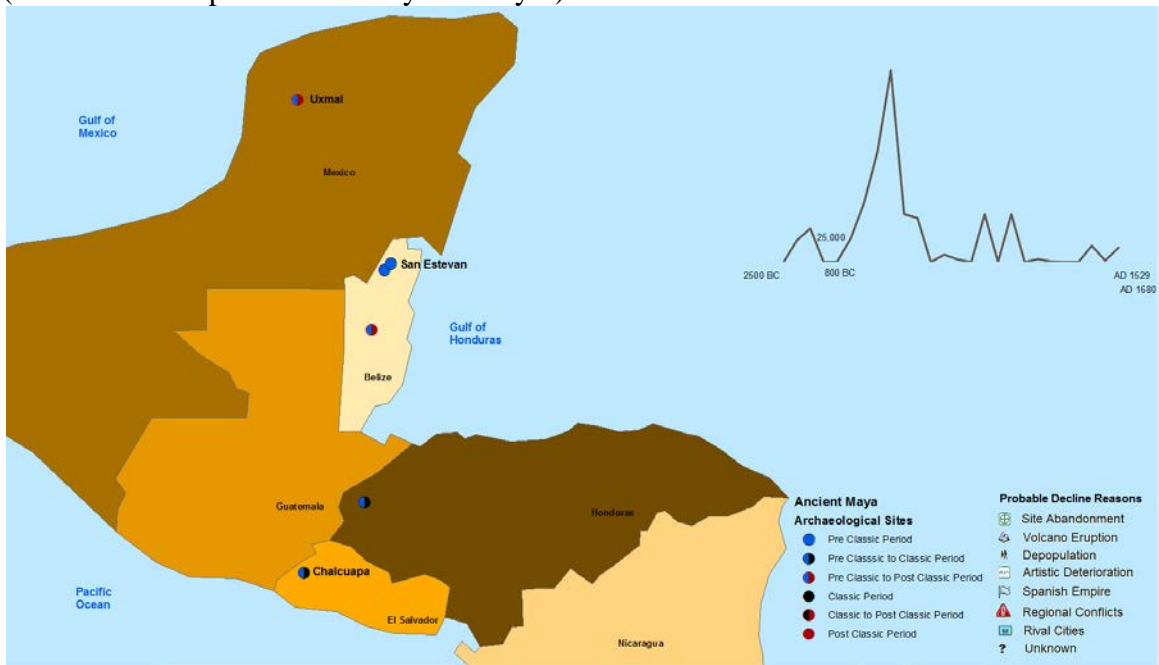 Uxmal
Gulf of
Mexico
Mexico
San Estevan
25,000
2500 BC
800 BC
AD 1529
AD 1680
Gulf of
Honduras
Belize
Guatemala
Honduras
Chalcuapa
Pacific
Ocean
El Salvador
Nicaragua
Ancient Maya
Archaeological Sites
Pre Classic Period
Pre Classsic to Classic Period
Pre Classic to Post Classic Period
Classic Period
Classic to Post Classic Period
Post Classic Period
Probable Decline Reasons
Site Abandonment
Volcano Eruption
Depopulation
Artistic Deterioration
Spanish Empire
Regional Conflicts
Rival Cities
? Unknown